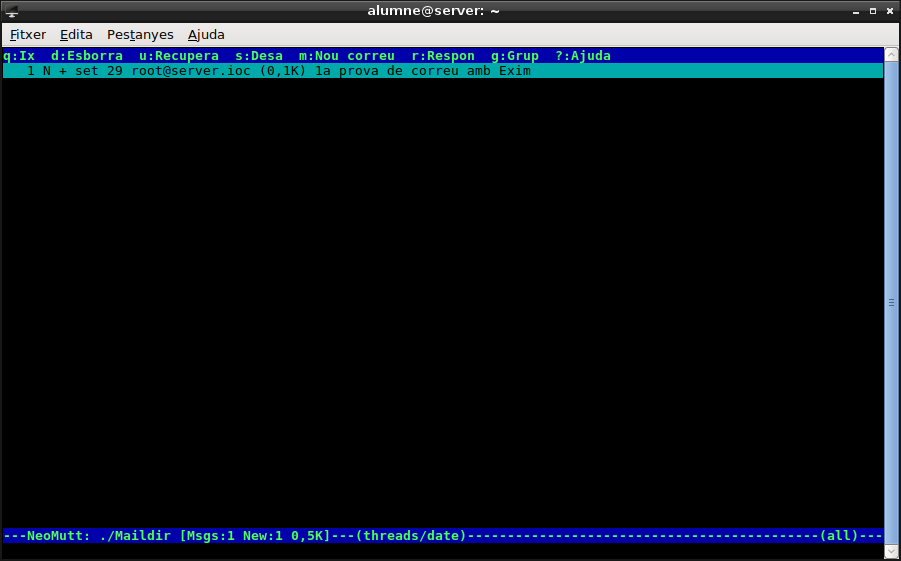 alumne@server: ~
Fitxer Edita Pestanyes Ajuda
q:Ix d:Esborra u:Recupera s:Desa m:Nou correu r:Respon g:Grup ?:Ajuda
1 N + set 29 root@server.ioc (0,1K) 1a prova de correu amb Exim
---NeoMutt: ./Maildir [Msgs:1 New:1 0,5K]---(threads/date)--------------------------------------------(all)---